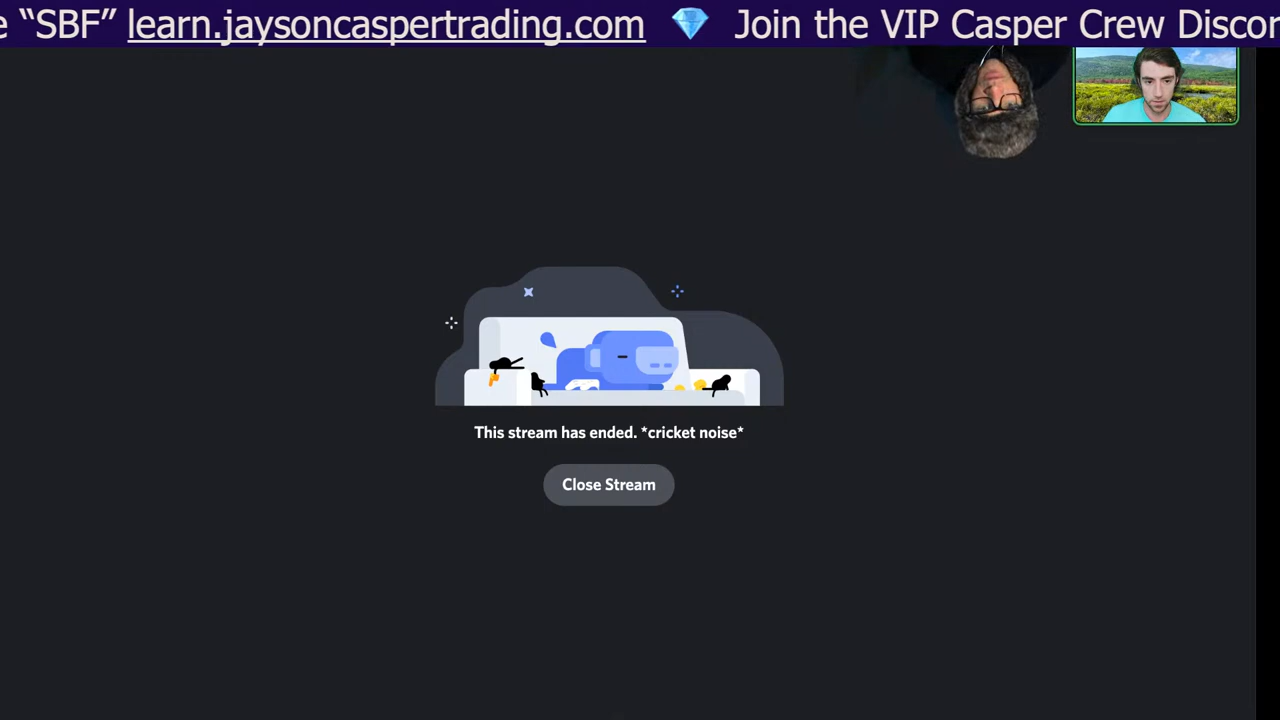 e “SBF” learn.jaysoncaspertrading.com 💎 Join the VIP Casper Crew Discor
This stream has ended. *cricket noise*
Close Stream